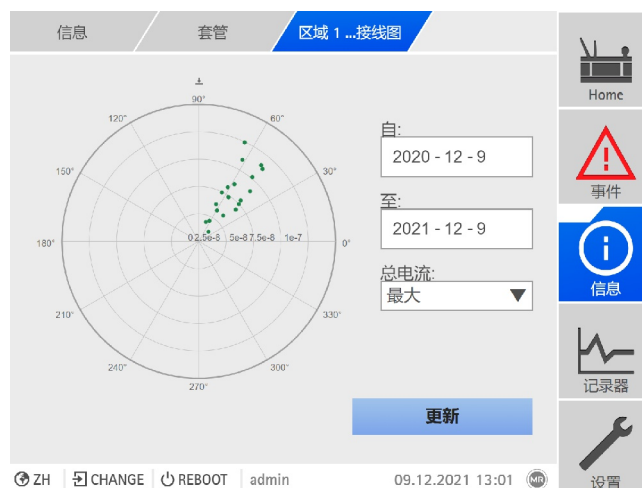 信息
套管
区域 1 ...接线图
Home
事件
信息
记录器
设置
90°
120°
60°
150°
30°
180°
0°
210°
330°
240°
300°
270°
0 2.5e-8 5e-8 7.5e-8 1e-7
自:
2020 - 12 - 9
至:
2021 - 12 - 9
总电流:
最大
更新
ZH
CHANGE
REBOOT
admin
09.12.2021 13:01
MR